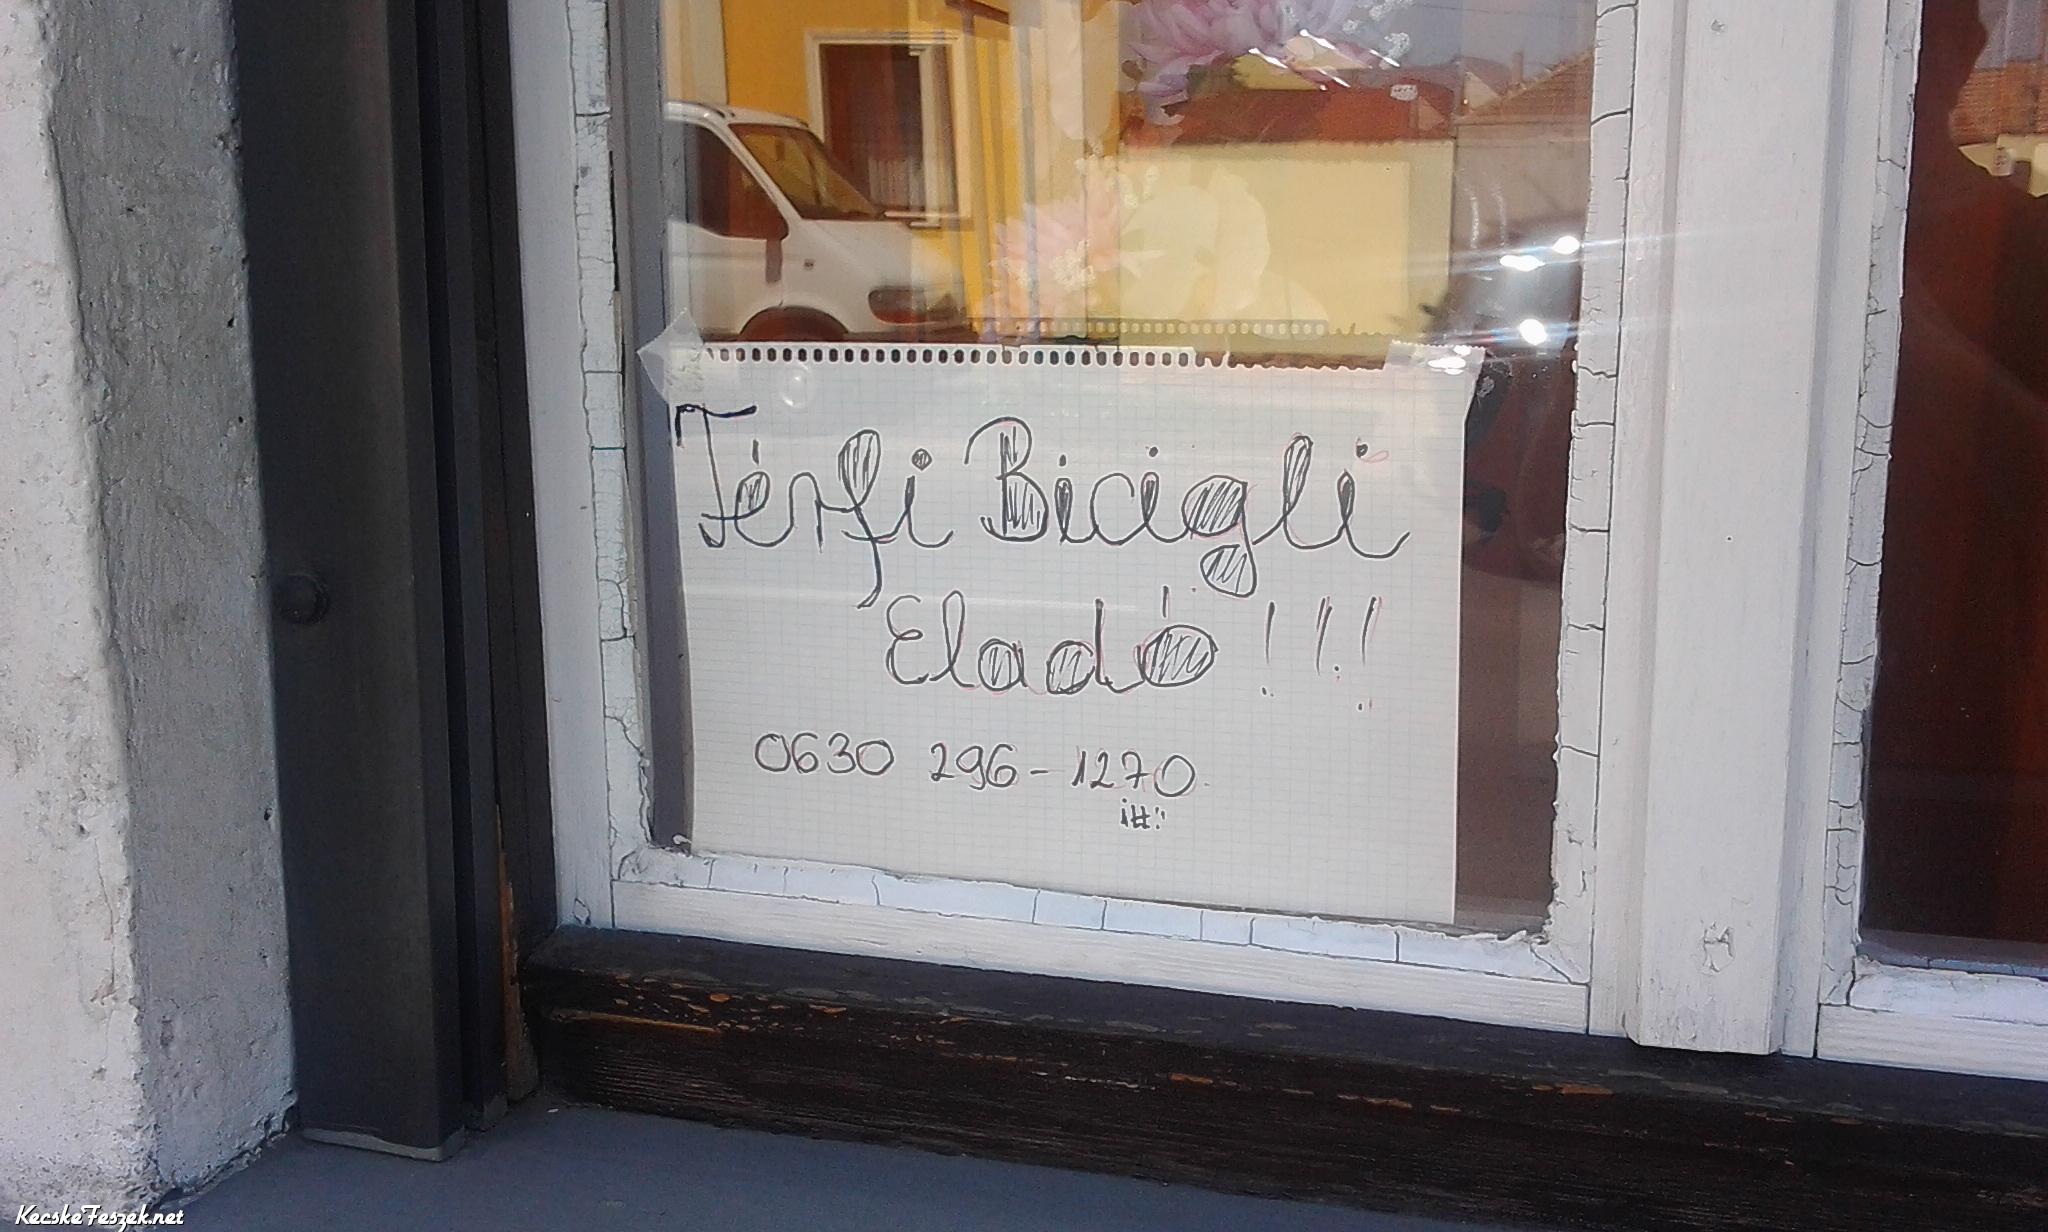 Térfi Bicigli
Eladó!!!
0630 296-1270
itt!!
KecskeFeszek.net